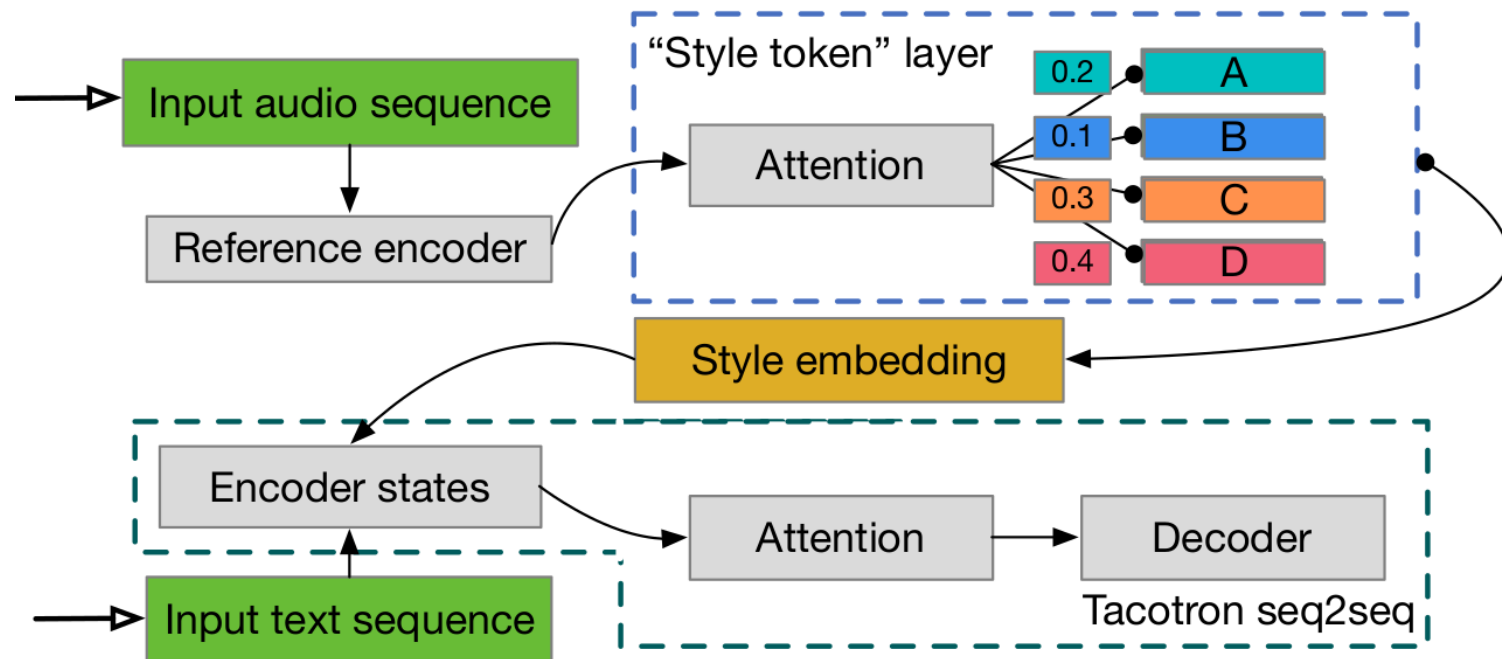 “Style token” layer
Input audio sequence
Reference encoder
Attention
0.2
A
0.1
B
0.3
C
0.4
D
Style embedding
Encoder states
Input text sequence
Attention
Decoder
Tacotron seq2seq